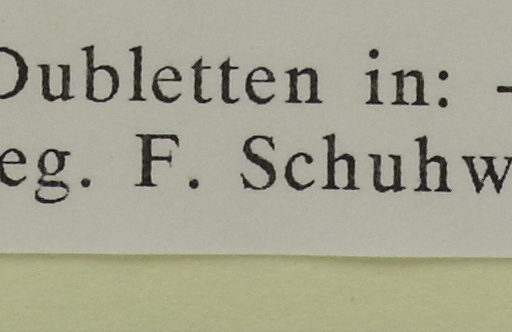 Dubletten in: -
eg. F. Schuhw